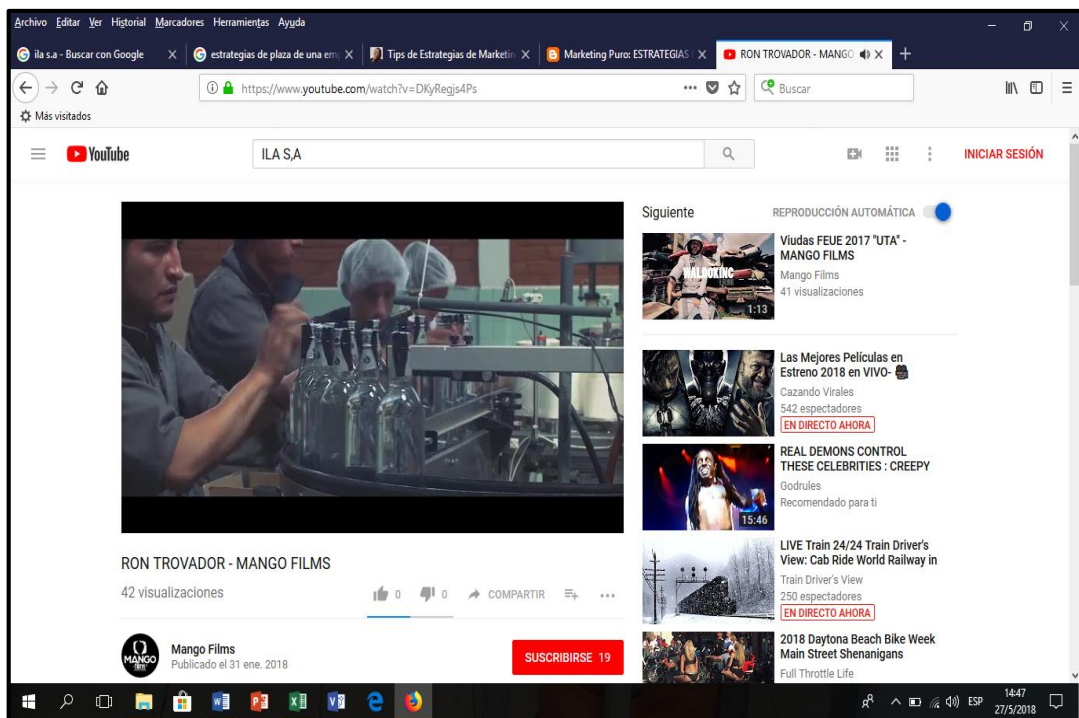 Archivo Editar Ver Historial Marcadores Herramientas Ayuda
ila s.a - Buscar con Google
estrategias de plaza de una em
Tips de Estrategias de Marketin
Marketing Puro: ESTRATEGIAS
RON TROVADOR - MANGO
https://www.youtube.com/watch?v=DKyRegjs4Ps
Buscar
Más visitados
YouTube
ILA S,A
INICIAR SESIÓN
Siguiente
REPRODUCCIÓN AUTOMÁTICA
Viudas FEUE 2017 "UTA" -
MANGO FILMS
Mango Films
41 visualizaciones
WALDOKING
1:13
Las Mejores Películas en
Estreno 2018 en VIVO-
Cazando Virales
542 espectadores
EN DIRECTO AHORA
REAL DEMONS CONTROL
THESE CELEBRITIES : CREEPY
Godrules
Recomendado para ti
15:46
LIVE Train 24/24 Train Driver's
View: Cab Ride World Railway in
Train Driver's View
250 espectadores
EN DIRECTO AHORA
2018 Daytona Beach Bike Week
Main Street Shenanigans
Full Throttle Life
RON TROVADOR - MANGO FILMS
42 visualizaciones
0
0
COMPARTIR
MANGO
Mango Films
Publicado el 31 ene. 2018
SUSCRIBIRSE 19
ESP
14:47
27/5/2018